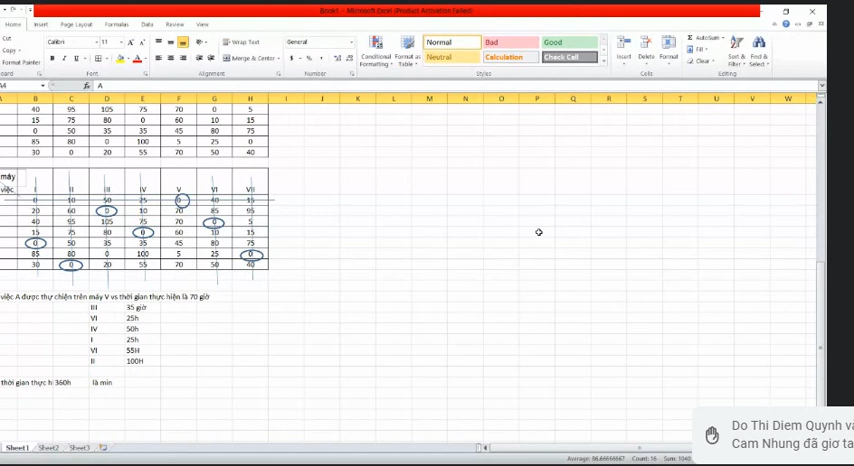 Book1 - Microsoft Excel (Product Activation Failed)
Home Insert Page Layout Formulas Data Review View
Cut
Copy
Format Painter
Calibri 11
Wrap Text
General
Merge & Center
Conditional Formatting
Format as Table
Normal Bad Good
Neutral Calculation Check Cell
Insert Delete Format
AutoSum
Fill
Clear
Sort & Filter
Find & Select
Font Alignment Number Styles Cells Editing
A4 fx A
B C D E F G H I J K L M N O P Q R S T U V W
40 95 105 75 70 0 5
15 75 80 0 60 10 15
0 50 35 35 45 80 75
85 80 0 100 5 25 0
30 0 20 55 70 50 40
máy
việc I II III IV V VI VII
0 10 50 25 0 40 15
20 60 0 10 70 85 95
40 95 105 75 70 0 5
15 75 80 0 60 10 15
0 50 35 35 45 80 75
85 80 0 100 5 25 0
30 0 20 55 70 50 40
việc A được thự chiện trên máy V vs thời gian thực hiện là 70 giờ
III 35 giờ
VI 25h
IV 50h
I 25h
VI 55H
II 100H
thời gian thực h 360h là min
Sheet1 Sheet2 Sheet3
Average: 96.66666667 Count: 16 Sum: 1040
Do Thi Diem Quynh và
Cam Nhung đã giơ ta